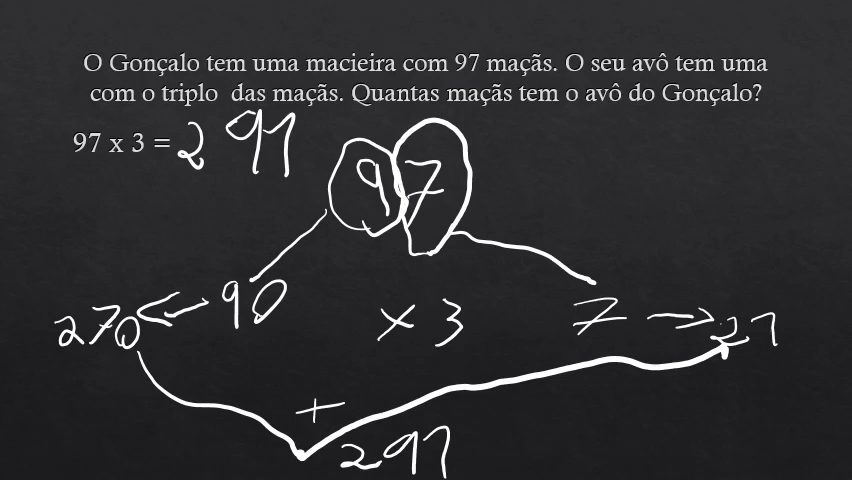 O Gonçalo tem uma macieira com 97 maçãs. O seu avô tem uma
com o triplo das maçãs. Quantas maçãs tem o avô do Gonçalo?
97 x 3 = 291
97
270 ← 90 x 3 7 → 21
+
291